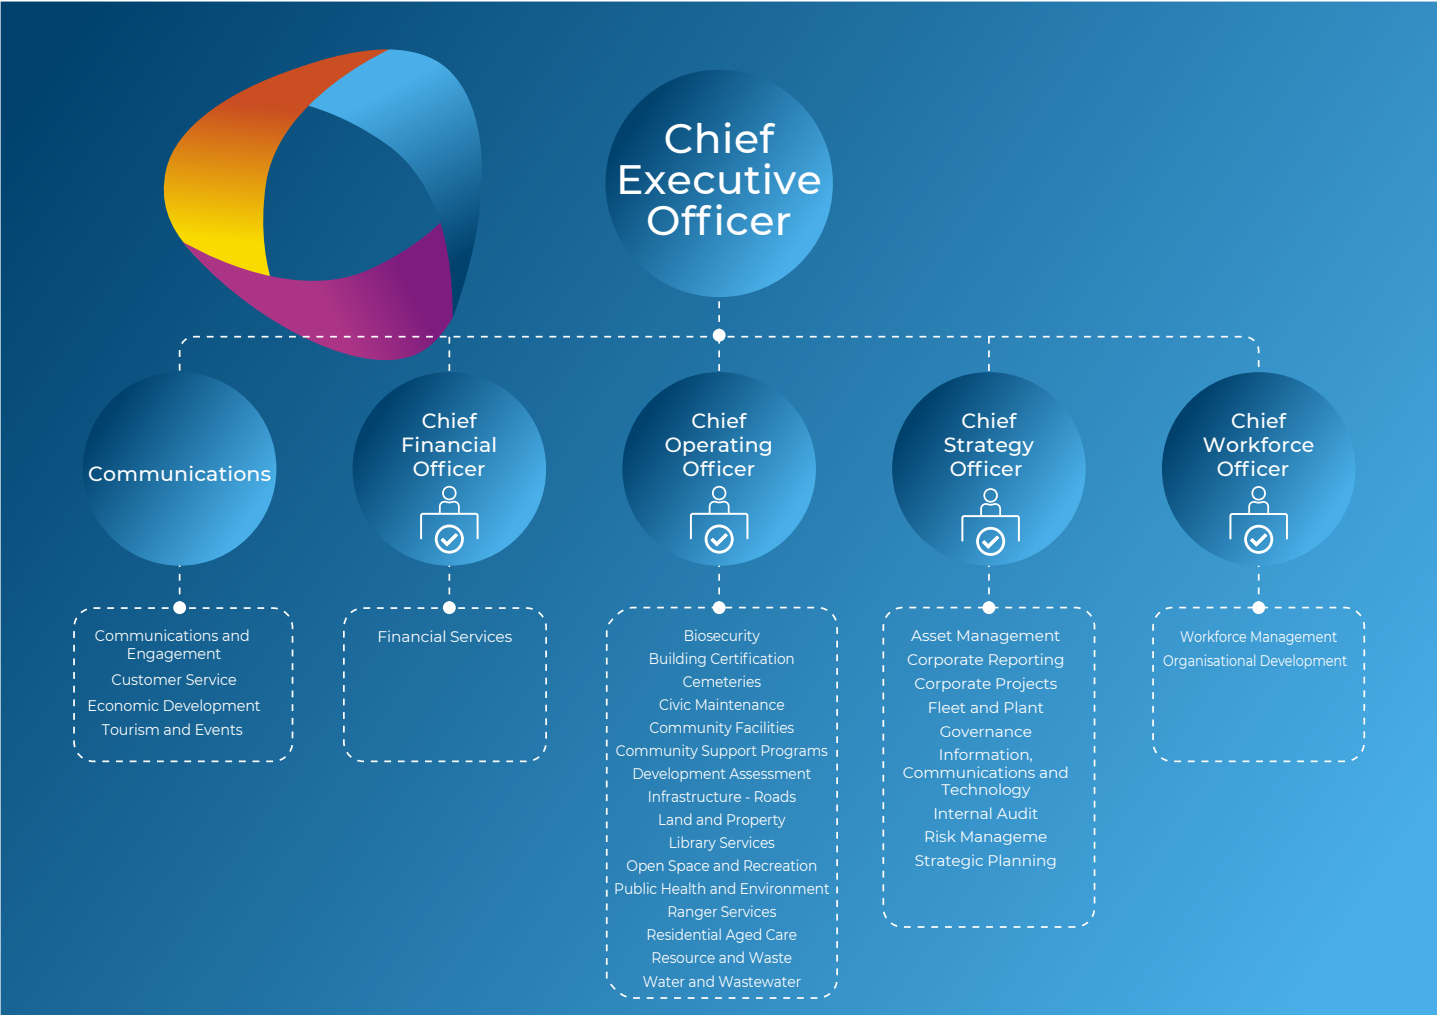 Chief
Executive
Officer
Communications
Chief
Financial
Officer
Chief
Operating
Officer
Chief
Strategy
Officer
Chief
Workforce
Officer
Communications and
Engagement
Customer Service
Economic Development
Tourism and Events
Financial Services
Biosecurity
Building Certification
Cemeteries
Civic Maintenance
Community Facilities
Community Support Programs
Development Assessment
Infrastructure - Roads
Land and Property
Library Services
Open Space and Recreation
Public Health and Environment
Ranger Services
Residential Aged Care
Resource and Waste
Water and Wastewater
Asset Management
Corporate Reporting
Corporate Projects
Fleet and Plant
Governance
Information,
Communications and
Technology
Internal Audit
Risk Manageme
Strategic Planning
Workforce Management
Organisational Development